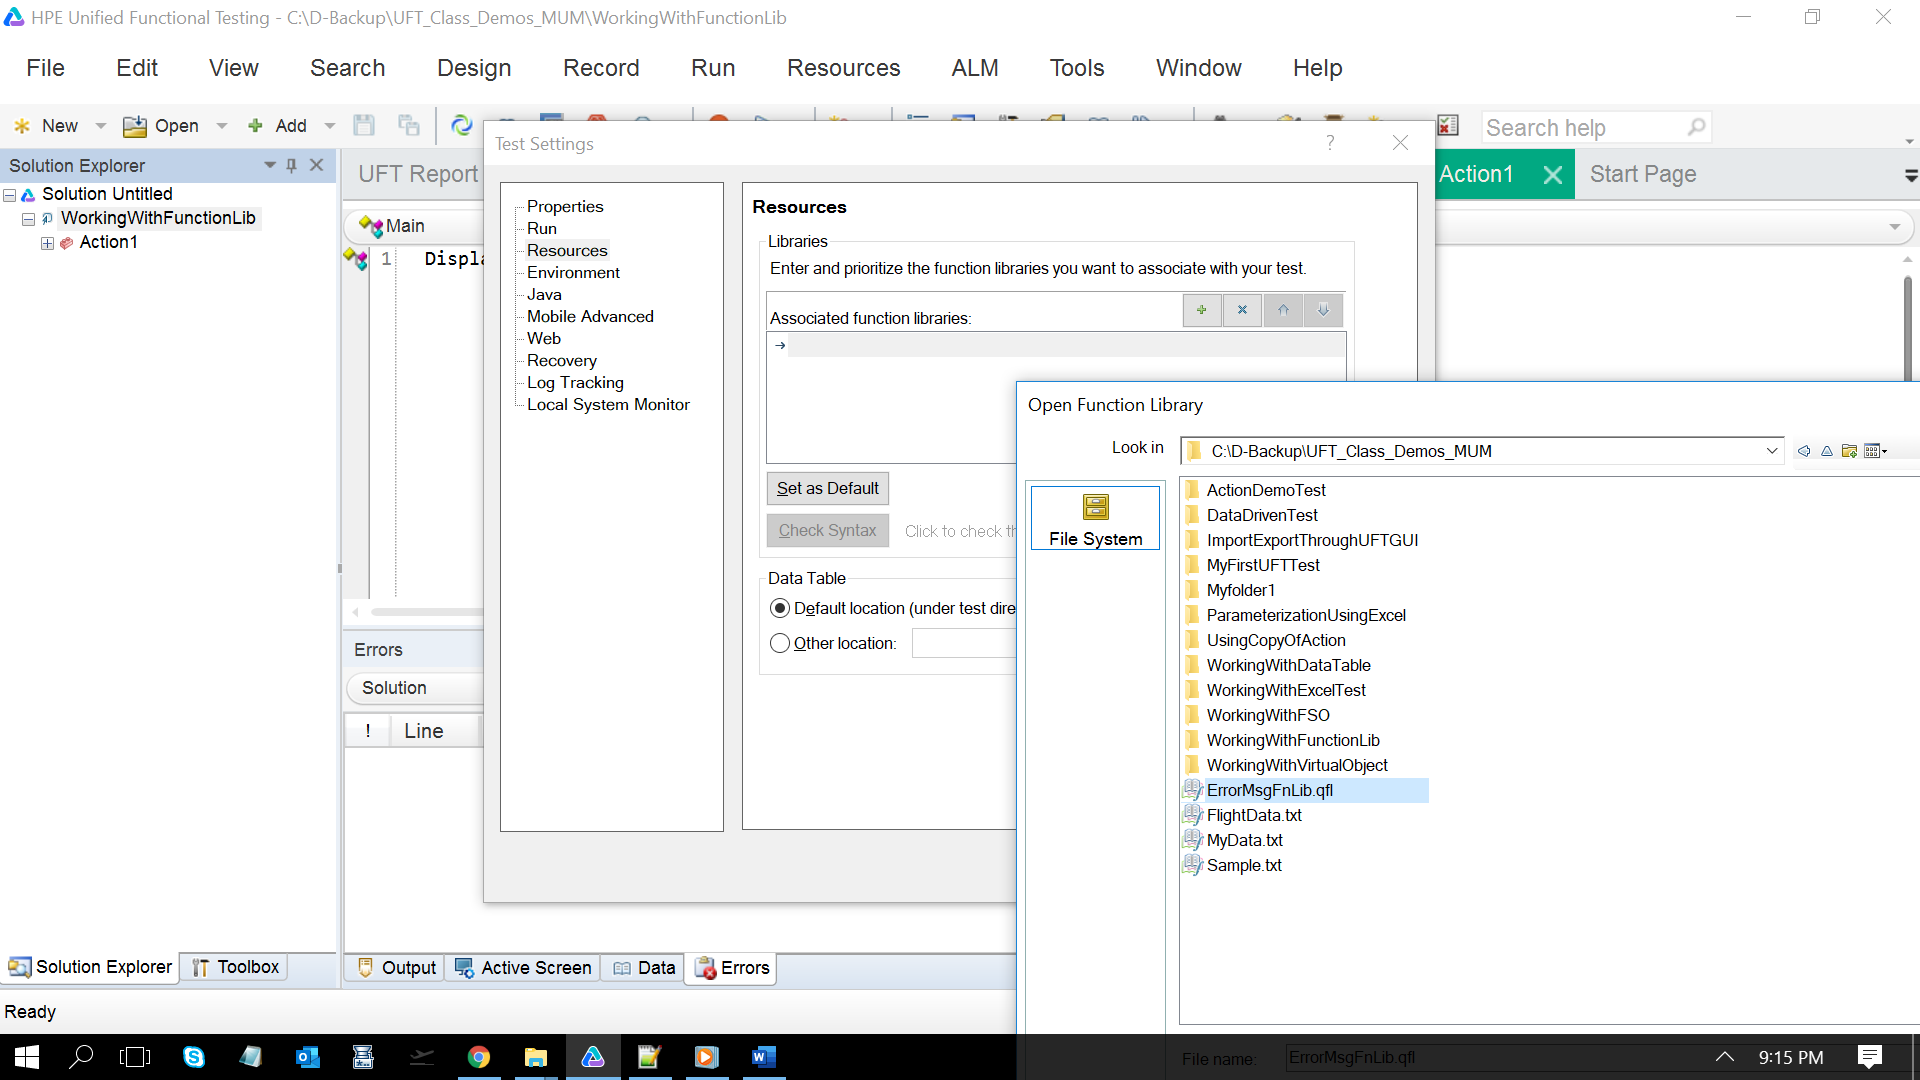 HPE Unified Functional Testing - C:\D-Backup\UFT_Class_Demos_MUM\WorkingWithFunctionLib
File Edit View Search Design Record Run Resources ALM Tools Window Help
New Open Add Search help
Solution Explorer
Solution Untitled
WorkingWithFunctionLib
Action1
UFT Report
Action1
Start Page
Main
1 Displa
Test Settings
?
Properties
Run
Resources
Environment
Java
Mobile Advanced
Web
Recovery
Log Tracking
Local System Monitor
Resources
Libraries
Enter and prioritize the function libraries you want to associate with your test.
Associated function libraries:
Set as Default
Check Syntax Click to check th
Data Table
Default location (under test dire
Other location:
Open Function Library
Look in C:\D-Backup\UFT_Class_Demos_MUM
File System
ActionDemoTest
DataDrivenTest
ImportExportThroughUFTGUI
MyFirstUFTTest
Myfolder1
ParameterizationUsingExcel
UsingCopyOfAction
WorkingWithDataTable
WorkingWithExcelTest
WorkingWithFSO
WorkingWithFunctionLib
WorkingWithVirtualObject
ErrorMsgFnLib.qfl
FlightData.txt
MyData.txt
Sample.txt
File name: ErrorMsgFnLib.qfl
Errors
Solution
! Line
Solution Explorer Toolbox
Output Active Screen Data Errors
Ready
9:15 PM